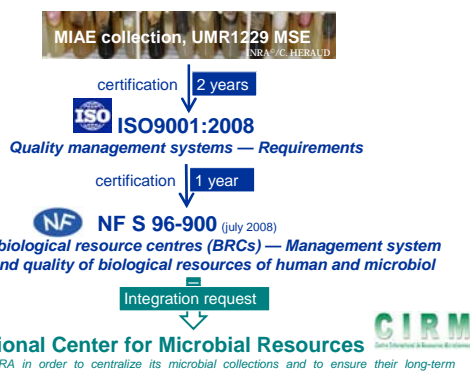 MIAE collection, UMR1229 MSE
INRA©/C. HERAUD
certification 2 years
ISO ISO9001:2008
Quality management systems — Requirements
certification 1 year
NF NF S 96-900 (july 2008)
biological resource centres (BRCs) — Management system
nd quality of biological resources of human and microbiol
Integration request
CIRM
ional Center for Microbial Resources
RA in order to centralize its microbial collections and to ensure their long-term